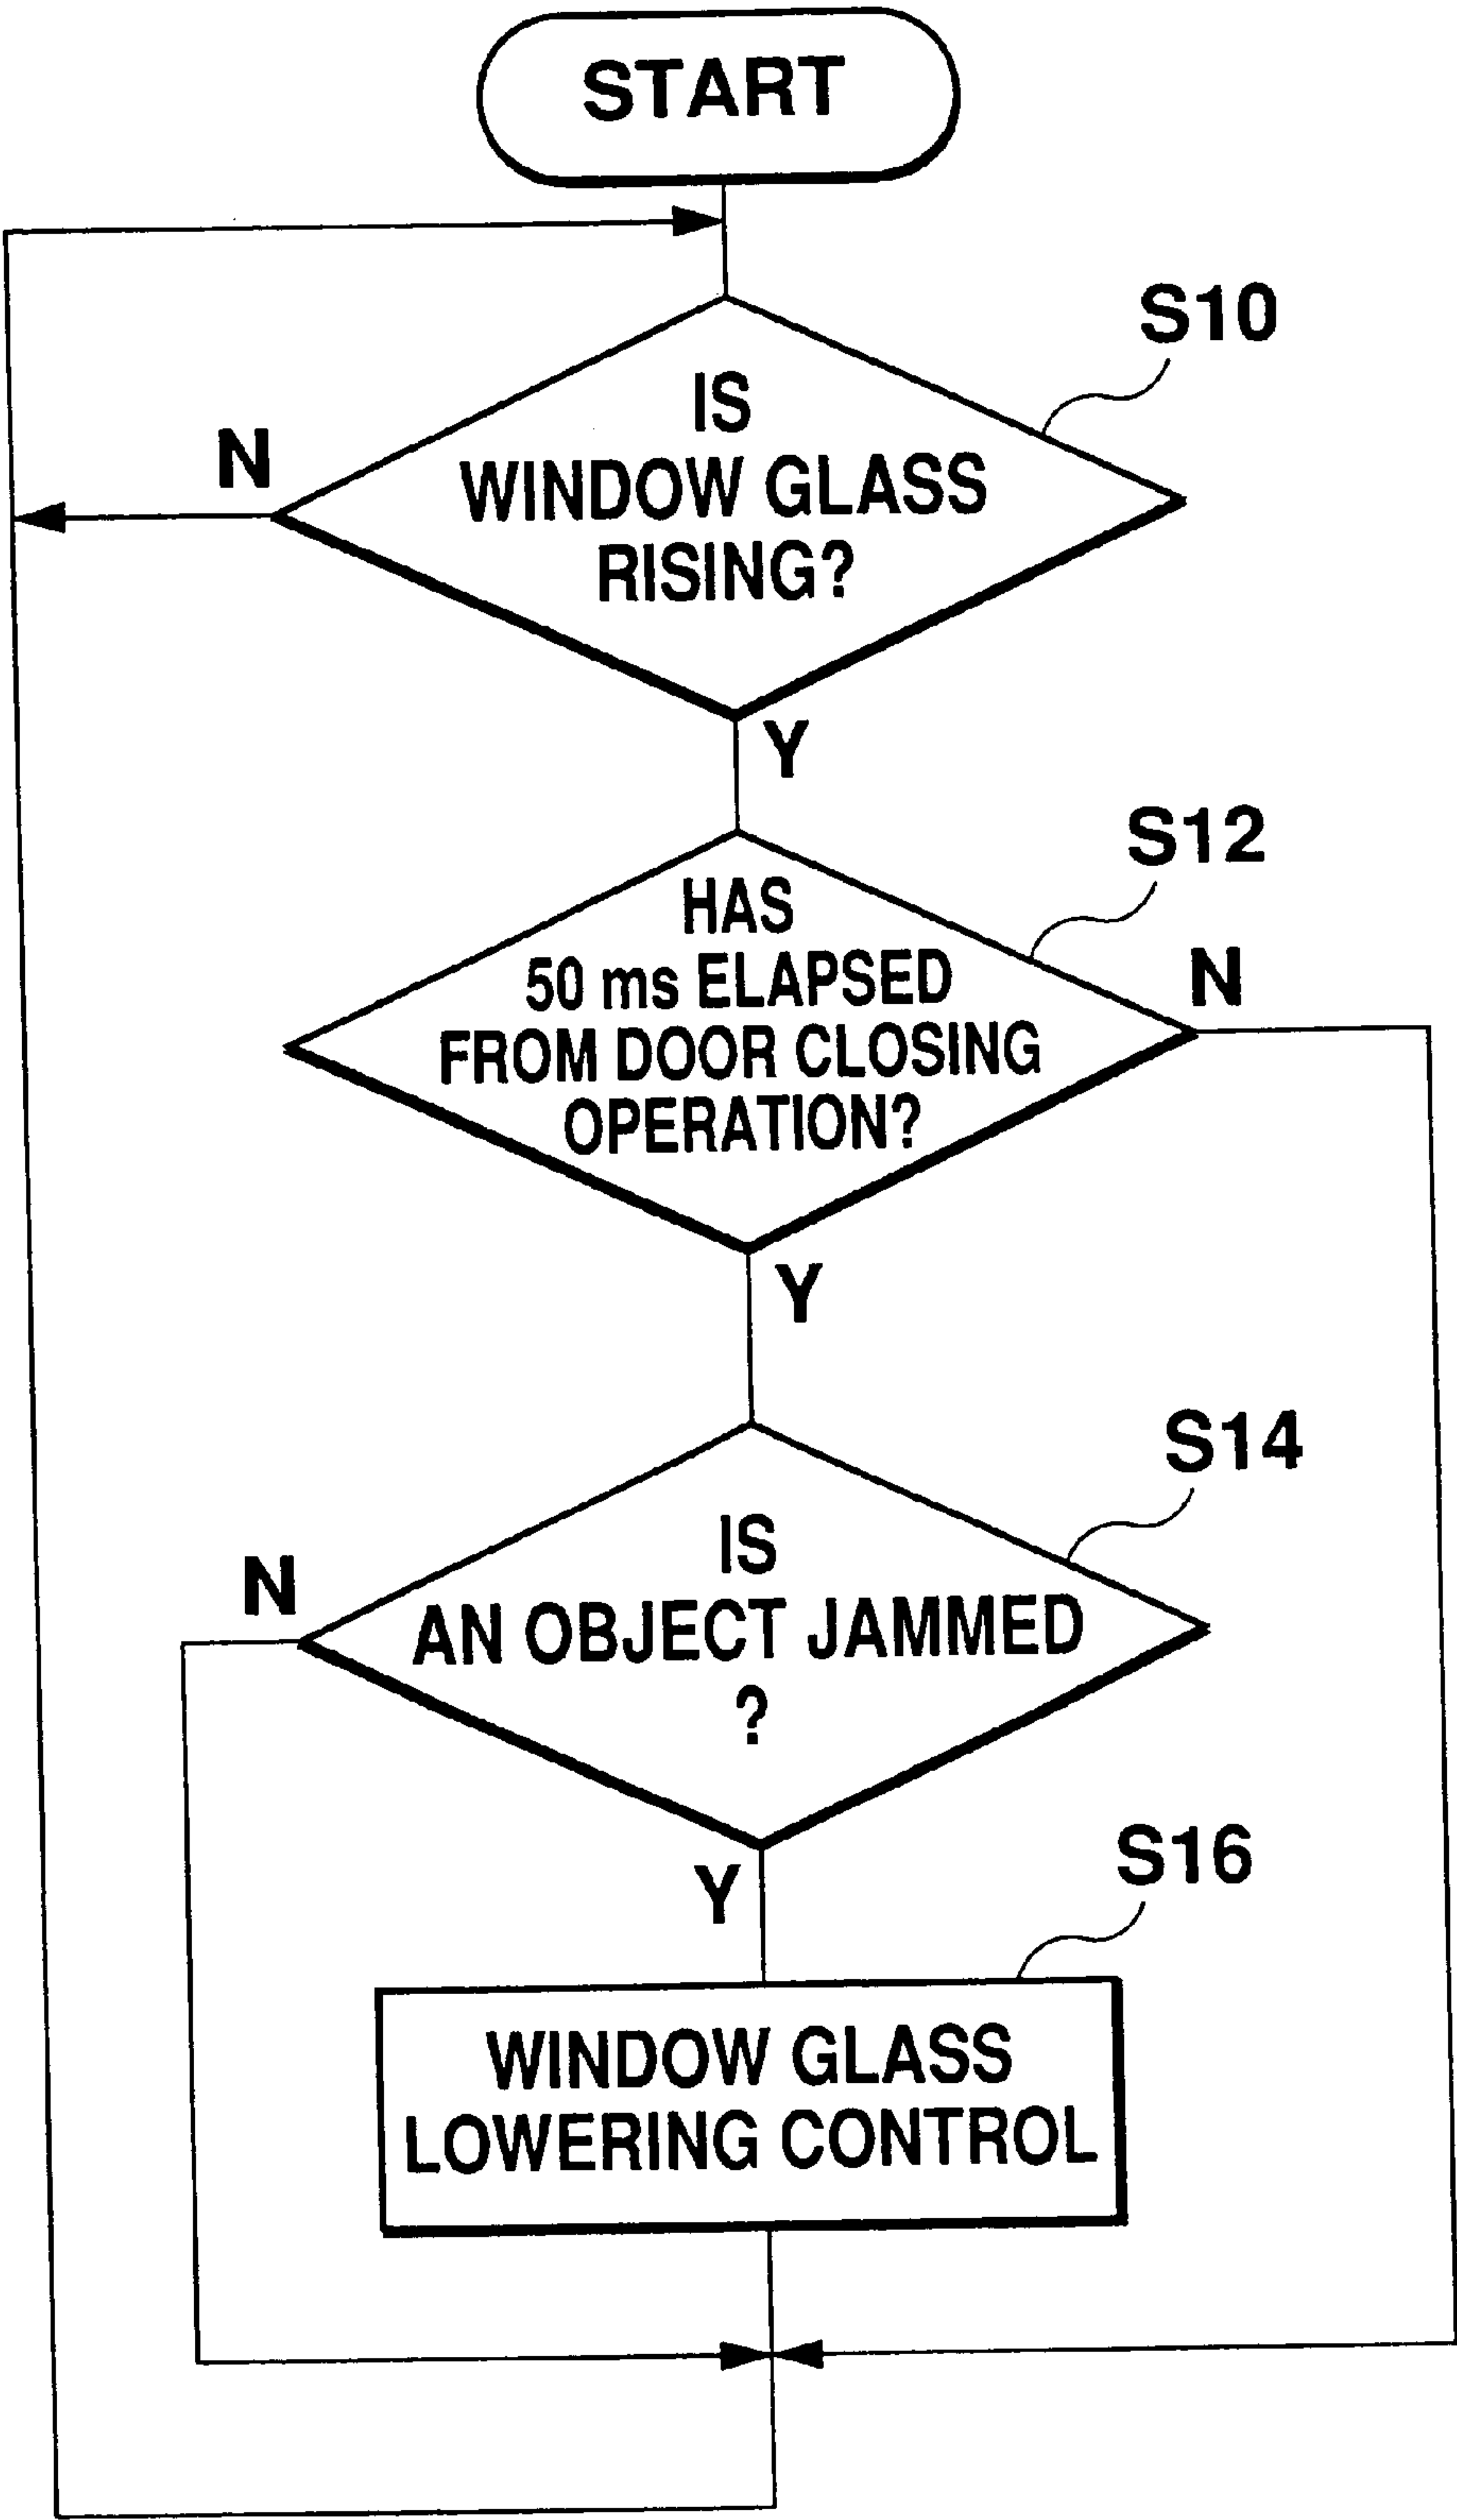 START
S10
IS
WINDOW GLASS
RISING?
N
Y
S12
HAS
50 ms ELAPSED
FROM DOOR CLOSING
OPERATION?
N
Y
S14
IS
AN OBJECT JAMMED
?
N
Y
S16
WINDOW GLASS
LOWERING CONTROL